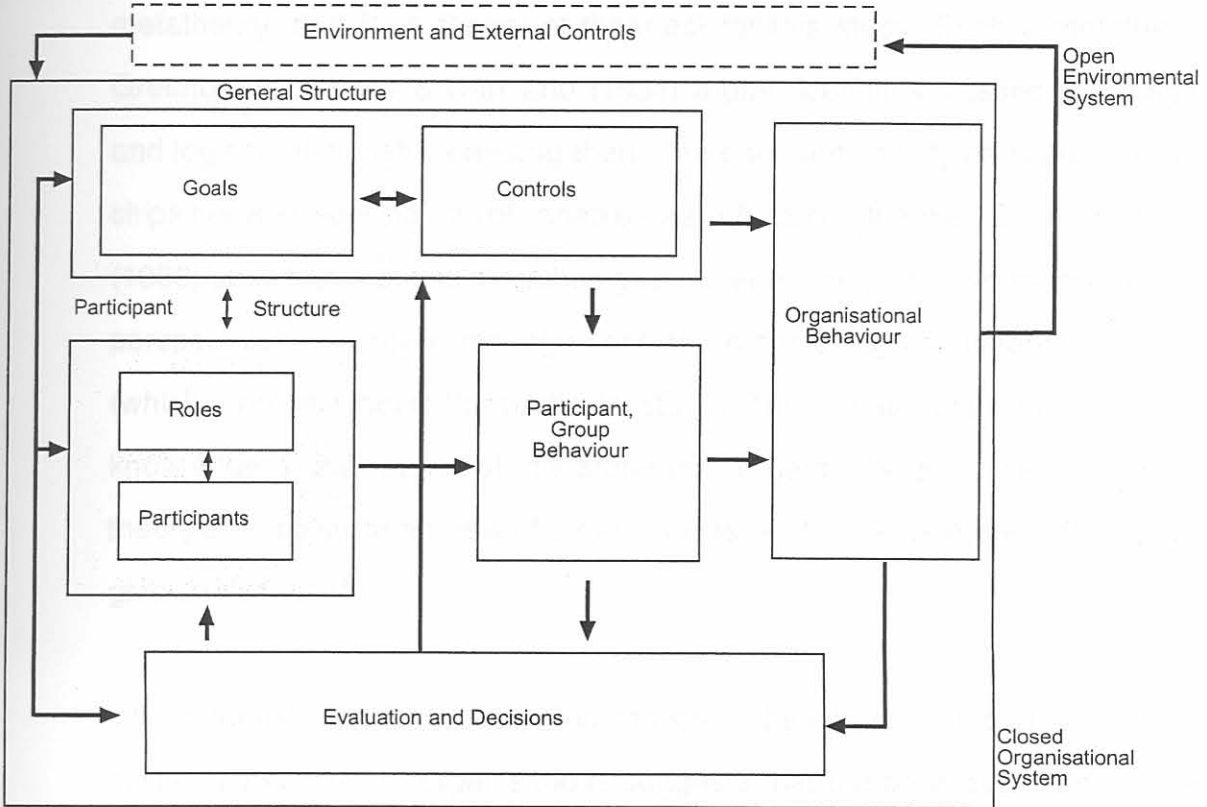 Environment and External Controls
Open
Environmental
System
General Structure
Goals
Controls
Participant
Structure
Organisational
Behaviour
Roles
Participants
Participant,
Group
Behaviour
Evaluation and Decisions
Closed
Organisational
System